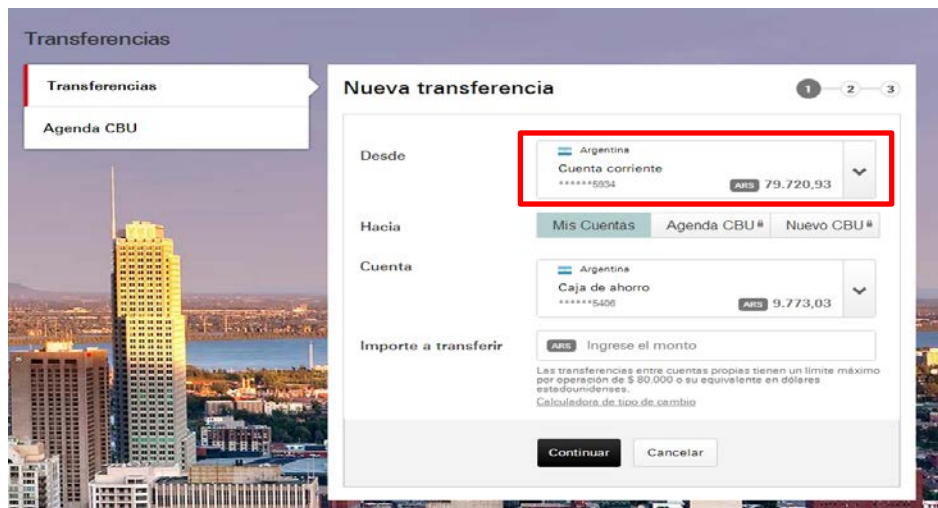 Transferencias
Transferencias
Agenda CBU
Nueva transferencia
1 2 3
Desde
Argentina
Cuenta corriente
******5934
ARS 79.720,93
Hacia
Mis Cuentas Agenda CBU Nuevo CBU
Cuenta
Argentina
Caja de ahorro
******5406
ARS 9.773,03
Importe a transferir
ARS Ingrese el monto
Las transferencias entre cuentas propias tienen un límite máximo
por operación de $ 80.000 o su equivalente en dólares
estadounidenses.
Calculadora de tipo de cambio
Continuar Cancelar